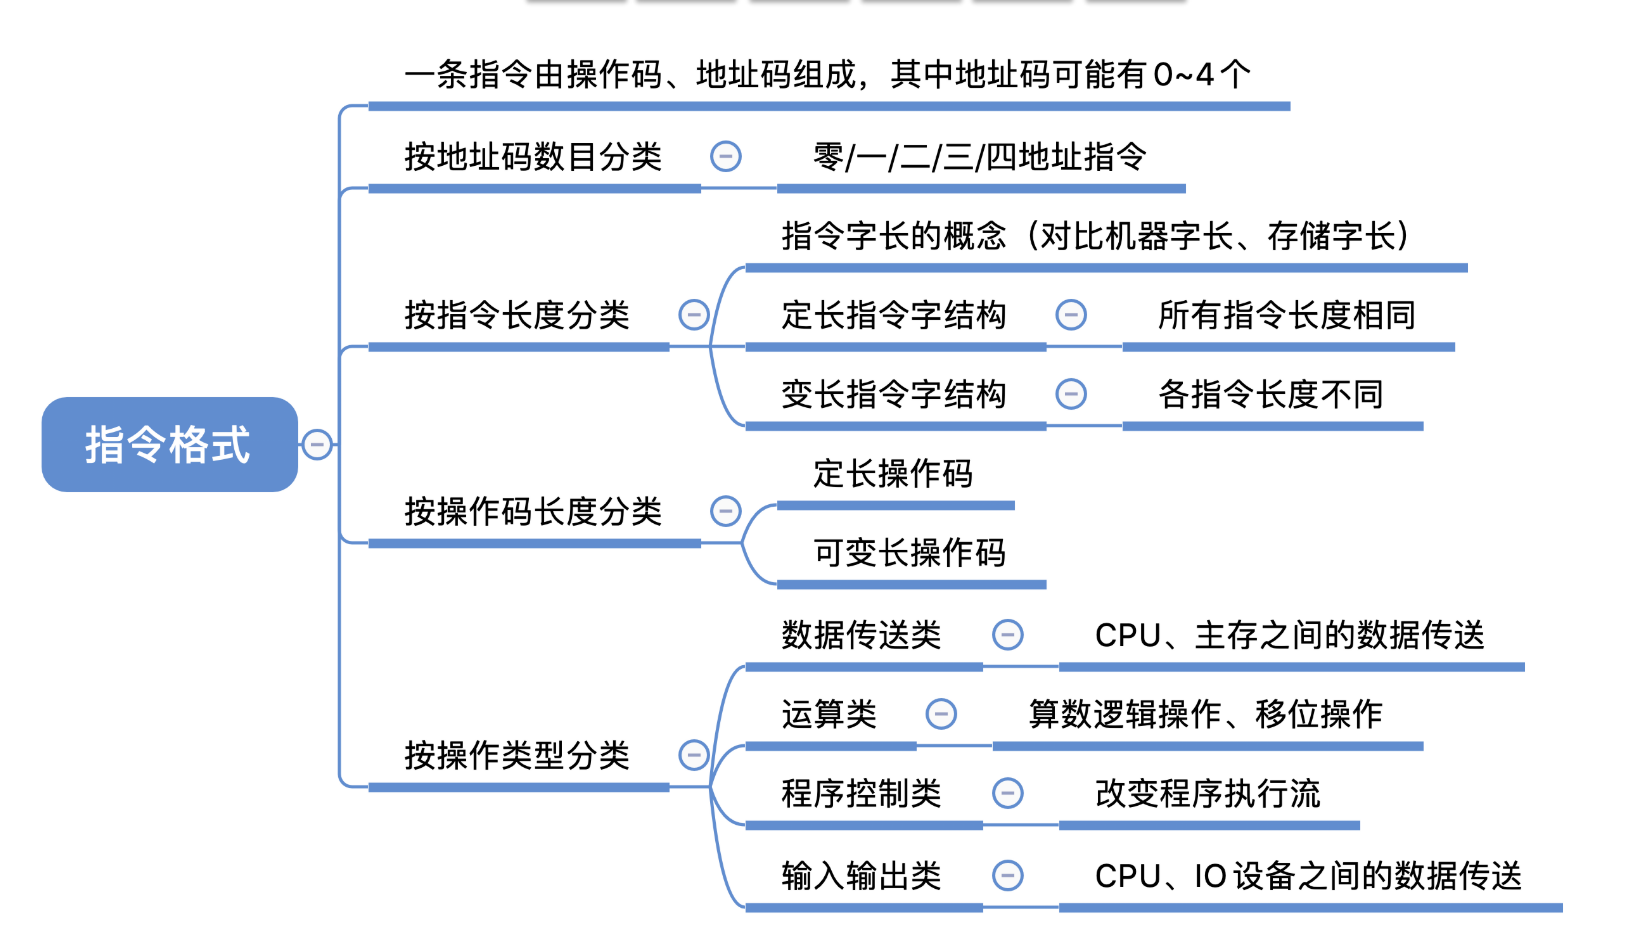 一条指令由操作码、地址码组成，其中地址码可能有0~4个
按地址码数目分类
零/一/二/三/四地址指令
指令字长的概念（对比机器字长、存储字长）
按指令长度分类
定长指令字结构
所有指令长度相同
变长指令字结构
各指令长度不同
指令格式
定长操作码
按操作码长度分类
可变长操作码
数据传送类
CPU、主存之间的数据传送
运算类
算数逻辑操作、移位操作
按操作类型分类
程序控制类
改变程序执行流
输入输出类
CPU、IO设备之间的数据传送